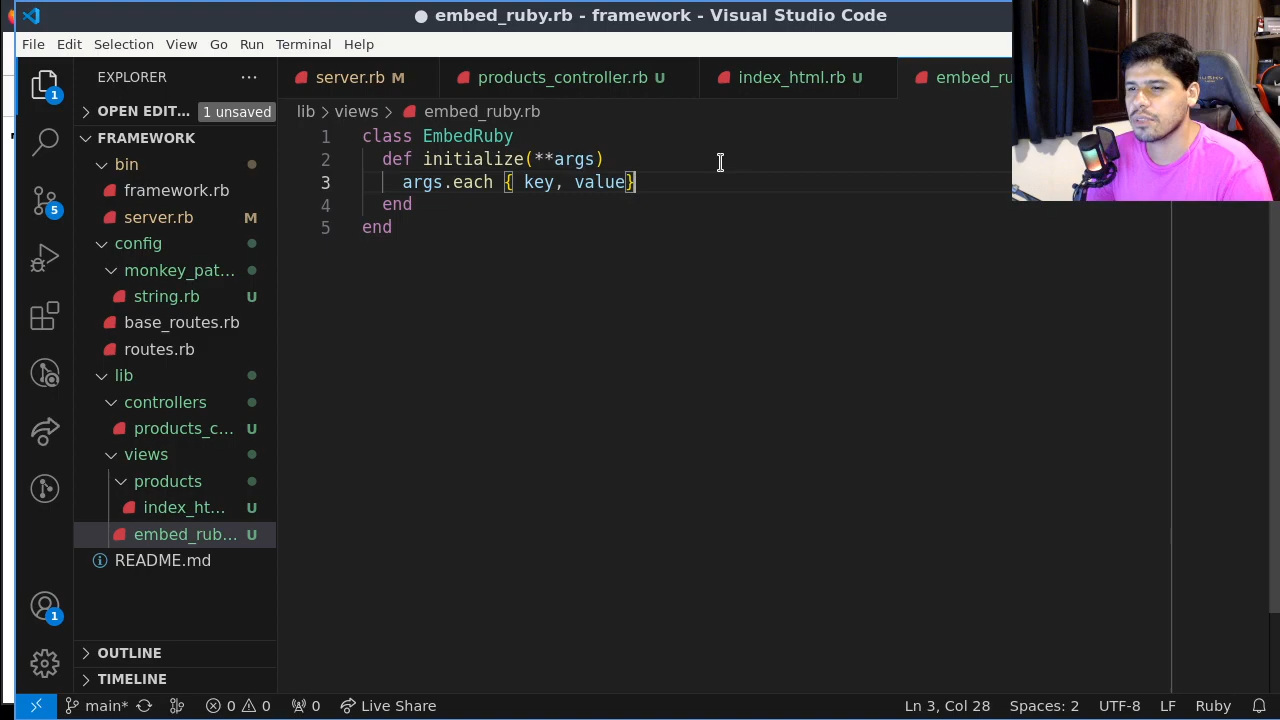 embed_ruby.rb - framework - Visual Studio Code
File Edit Selection View Go Run Terminal Help
EXPLORER
server.rb M
products_controller.rb U
index_html.rb U
embed_ru
OPEN EDIT... 1 unsaved
lib > views > embed_ruby.rb
FRAMEWORK
bin
framework.rb
server.rb M
config
monkey_pat...
string.rb U
base_routes.rb
routes.rb
lib
controllers
products_c... U
views
products
index_ht... U
embed_rub... U
README.md
OUTLINE
TIMELINE
1 class EmbedRuby
2 def initialize(**args)
3 args.each { key, value}
4 end
5 end
1
5
1
main* 0 0 0 Live Share Ln 3, Col 28 Spaces: 2 UTF-8 LF Ruby